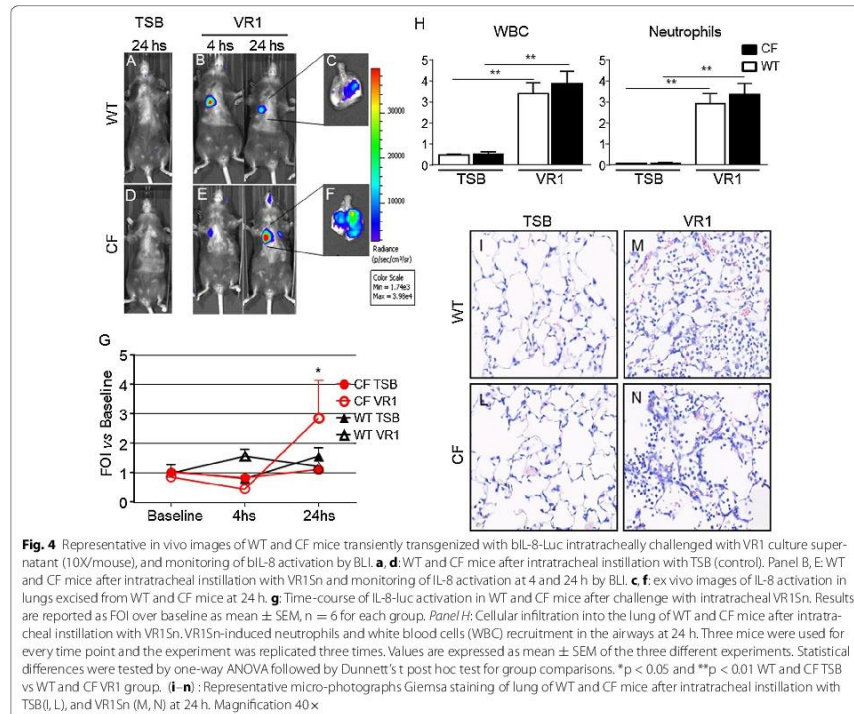 TSB VR1
24 hs 4 hs 24 hs
A B C
WT
D E F
CF
30000
20000
10000
Radiance
(p/sec/cm²/sr)
Color Scale
Min = 1.74e3
Max = 3.98e4
H WBC Neutrophils
CF
WT
5
4
3
2
1
0
** **
TSB VR1
5
4
3
2
1
0
** **
TSB VR1
TSB VR1
I M
WT
L N
CF
G
FOI vs Baseline
5
4
3
2
1
0
*
CF TSB
CF VR1
WT TSB
WT VR1
Baseline 4hs 24hs
Fig. 4 Representative in vivo images of WT and CF mice transiently transgenized with bIL-8-Luc intratracheally challenged with VR1 culture super-
natant (10X/mouse), and monitoring of bIL-8 activation by BLI. a, d: WT and CF mice after intratracheal instillation with TSB (control). Panel B, E: WT
and CF mice after intratracheal instillation with VR1Sn and monitoring of IL-8 activation at 4 and 24 h by BLI. c, f: ex vivo images of IL-8 activation in
lungs excised from WT and CF mice at 24 h. g: Time-course of IL-8-luc activation in WT and CF mice after challenge with intratracheal VR1Sn. Results
are reported as FOI over baseline as mean ± SEM, n = 6 for each group. Panel H: Cellular infiltration into the lung of WT and CF mice after intratra-
cheal instillation with VR1Sn. VR1Sn-induced neutrophils and white blood cells (WBC) recruitment in the airways at 24 h. Three mice were used for
every time point and the experiment was replicated three times. Values are expressed as mean ± SEM of the three different experiments. Statistical
differences were tested by one-way ANOVA followed by Dunnett's t post hoc test for group comparisons. *p < 0.05 and **p < 0.01 WT and CF TSB
vs WT and CF VR1 group. (i–n) : Representative micro-photographs Giemsa staining of lung of WT and CF mice after intratracheal instillation with
TSB(I, L), and VR1Sn (M, N) at 24 h. Magnification 40×